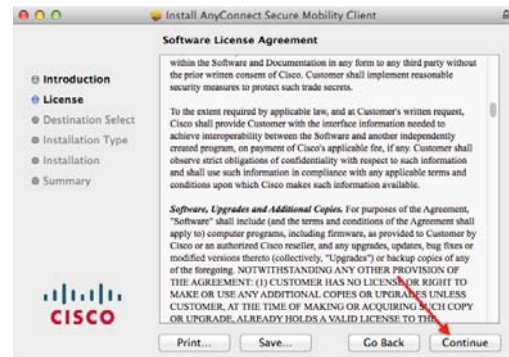 Install AnyConnect Secure Mobility Client
Software License Agreement
Introduction
License
Destination Select
Installation Type
Installation
Summary
within the Software and Documentation in any form to any third party without
the prior written consent of Cisco. Customer shall implement reasonable
security measures to protect such trade secrets.
To the extent required by applicable law, and at Customer's written request,
Cisco shall provide Customer with the interface information needed to
achieve interoperability between the Software and another independently
created program, on payment of Cisco's applicable fee, if any. Customer shall
observe strict obligations of confidentiality with respect to such information
and shall use such information in compliance with any applicable terms and
conditions upon which Cisco makes such information available.
Software, Upgrades and Additional Copies. For purposes of the Agreement,
"Software" shall include (and the terms and conditions of the Agreement shall
apply to) computer programs, including firmware, as provided to Customer by
Cisco or an authorized Cisco reseller, and any upgrades, updates, bug fixes or
modified versions thereto (collectively, "Upgrades") or backup copies of any
of the foregoing. NOTWITHSTANDING ANY OTHER PROVISION OF
THE AGREEMENT: (1) CUSTOMER HAS NO LICENSE OR RIGHT TO
MAKE OR USE ANY ADDITIONAL COPIES OR UPGRADES UNLESS
CUSTOMER, AT THE TIME OF MAKING OR ACQUIRING SUCH COPY
OR UPGRADE, ALREADY HOLDS A VALID LICENSE TO THE
CISCO
Print...
Save...
Go Back
Continue